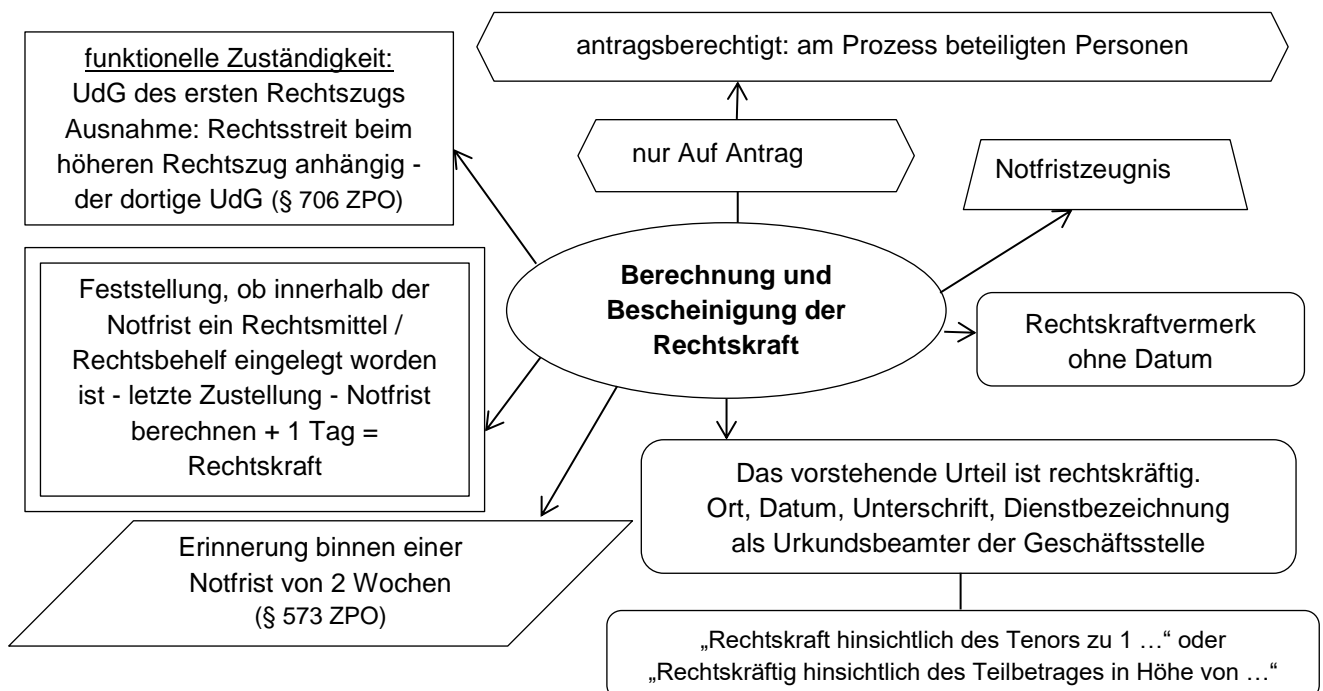 antragsberechtigt: am Prozess beteiligten Personen
funktionelle Zuständigkeit:
UdG des ersten Rechtszugs
Ausnahme: Rechtsstreit beim
höheren Rechtszug anhängig -
der dortige UdG (§ 706 ZPO)
nur Auf Antrag
Notfristzeugnis
Berechnung und
Bescheinigung der
Rechtskraft
Feststellung, ob innerhalb der
Notfrist ein Rechtsmittel /
Rechtsbehelf eingelegt worden
ist - letzte Zustellung - Notfrist
berechnen + 1 Tag =
Rechtskraft
Rechtskraftvermerk
ohne Datum
Das vorstehende Urteil ist rechtskräftig.
Ort, Datum, Unterschrift, Dienstbezeichnung
als Urkundsbeamter der Geschäftsstelle
Erinnerung binnen einer
Notfrist von 2 Wochen
(§ 573 ZPO)
„Rechtskraft hinsichtlich des Tenors zu 1 …“ oder
„Rechtskräftig hinsichtlich des Teilbetrages in Höhe von …“